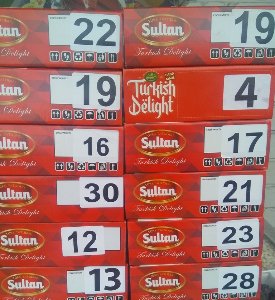 Sultan
Turkish Delight
22
Sultan
Turkish Delight
19
Sultan
Turkish Delight
19
Turkish
Delight
4
Sultan
Turkish Delight
16
Sultan
Turkish Delight
17
Sultan
Turkish Delight
30
Sultan
Turkish Delight
21
Sultan
Turkish Delight
12
Sultan
Turkish Delight
23
Sultan
13
Sultan
28